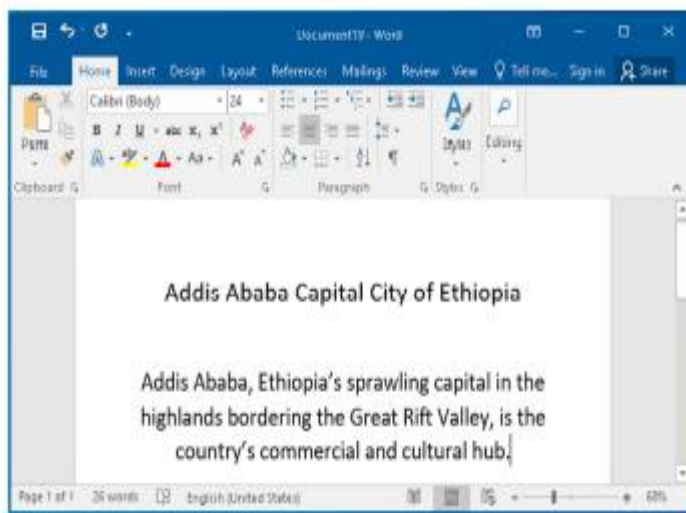 Document10 - Word
File Home Insert Design Layout References Mailings Review View Tell me... Sign in Share
Calibri (Body) 24
Paste B I U abc x, x'
Aa A A Styles Editing
Clipboard Font Paragraph Styles
Addis Ababa Capital City of Ethiopia
Addis Ababa, Ethiopia's sprawling capital in the
highlands bordering the Great Rift Valley, is the
country's commercial and cultural hub.
Page 1 of 1 26 words English (United States) 60%